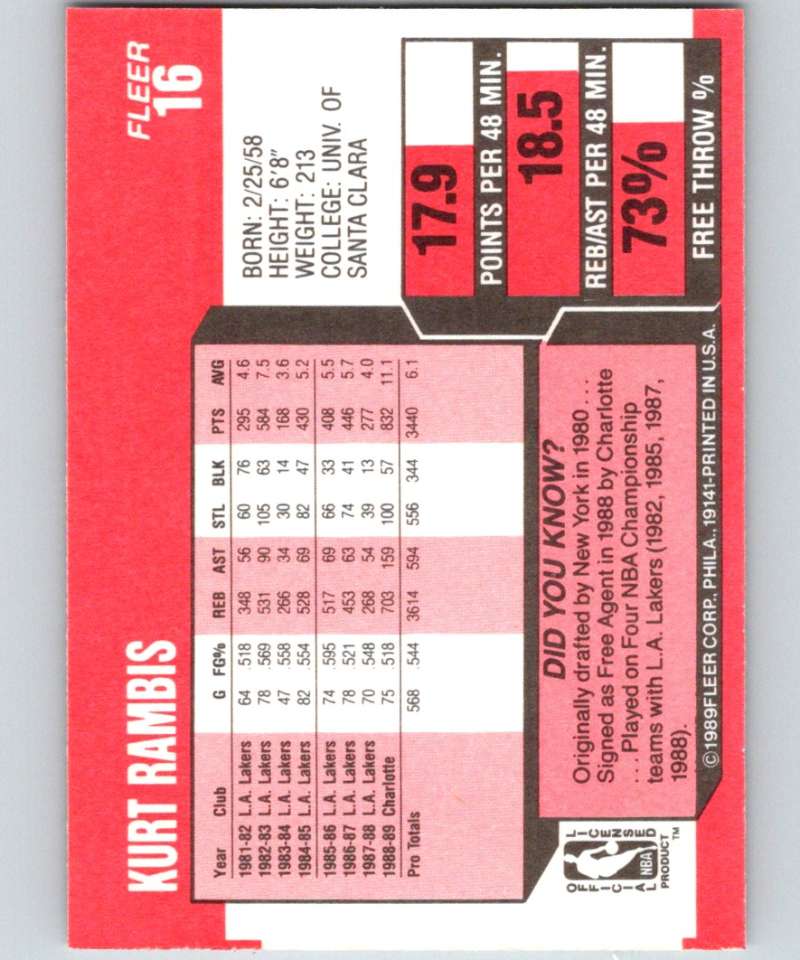 FLEER
16
KURT RAMBIS
BORN: 2/25/58
HEIGHT: 6'8"
WEIGHT: 213
COLLEGE: UNIV. OF
SANTA CLARA
Year Club G FG% REB AST STL BLK PTS AVG
1981-82 L.A. Lakers 64 .518 348 56 60 76 295 4.6
1982-83 L.A. Lakers 78 .569 531 90 105 63 584 7.5
1983-84 L.A. Lakers 47 .558 266 34 30 14 168 3.6
1984-85 L.A. Lakers 82 .554 528 69 82 47 430 5.2
1985-86 L.A. Lakers 74 .595 517 69 66 33 408 5.5
1986-87 L.A. Lakers 78 .521 453 63 74 41 446 5.7
1987-88 L.A. Lakers 70 .548 268 54 39 13 277 4.0
1988-89 Charlotte 75 .518 703 159 100 57 832 11.1
Pro Totals 568 .544 3614 594 556 344 3440 6.1
17.9
POINTS PER 48 MIN.
18.5
REB/AST PER 48 MIN.
73%
FREE THROW %
DID YOU KNOW?
Originally drafted by New York in 1980 . . .
Signed as Free Agent in 1988 by Charlotte
. . . Played on Four NBA Championship
teams with L.A. Lakers (1982, 1985, 1987,
1988).
OFFICIAL LICENSED
NBA
PRODUCT™
©1989 FLEER CORP., PHILA., 19141-PRINTED IN U.S.A.